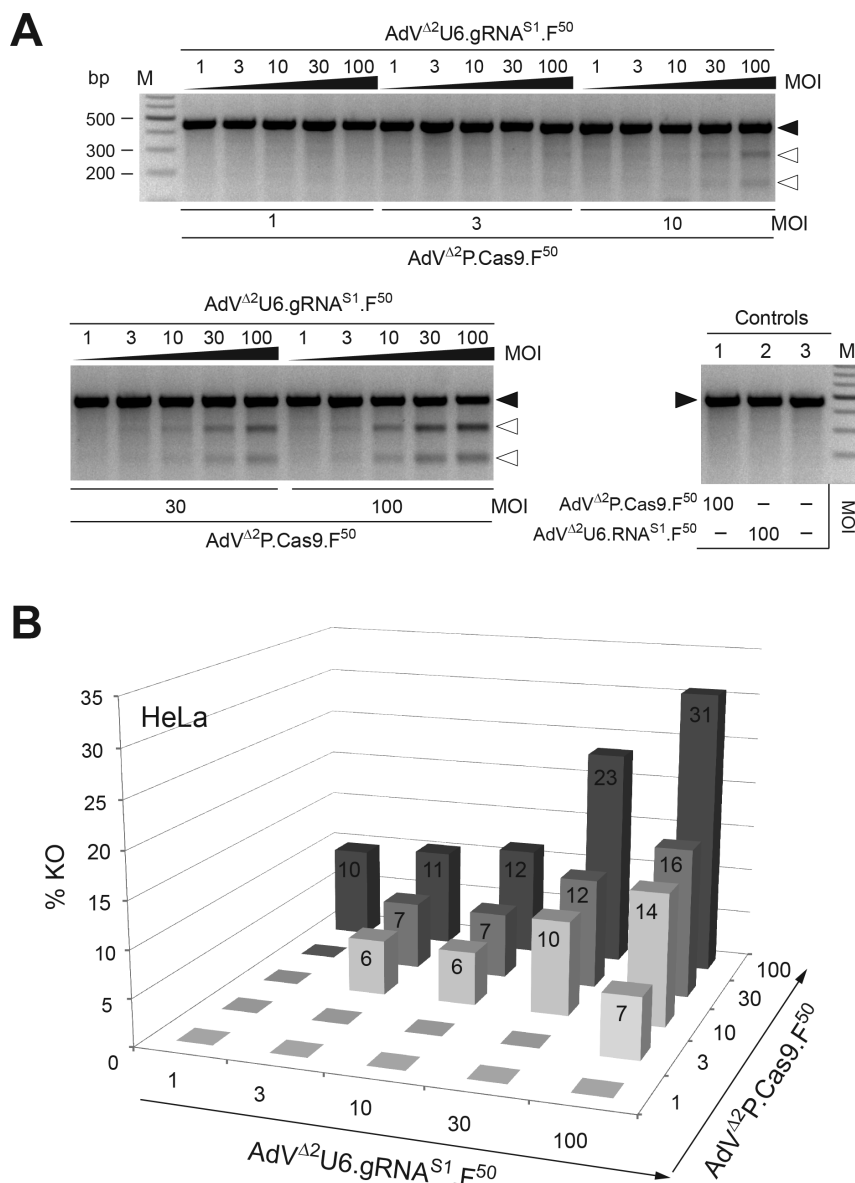 A
AdV^Δ2U6.gRNA^S1.F^50
bp M 1 3 10 30 100 1 3 10 30 100 1 3 10 30 100 MOI
500
300
200
1 3 10 MOI
AdV^Δ2P.Cas9.F^50
AdV^Δ2U6.gRNA^S1.F^50
1 3 10 30 100 1 3 10 30 100 MOI
30 100 MOI
AdV^Δ2P.Cas9.F^50
Controls
1 2 3 M
AdV^Δ2P.Cas9.F^50 100 – –
AdV^Δ2U6.RNA^S1.F^50 – 100 –
MOI
B
HeLa
% KO
35
30
25
20
15
10
5
0
10 11 12 23 31
7 7 12 16
6 6 10 14
7
1 3 10 30 100
AdV^Δ2U6.gRNA^S1.F^50
1 3 10 30 100
AdV^Δ2P.Cas9.F^50